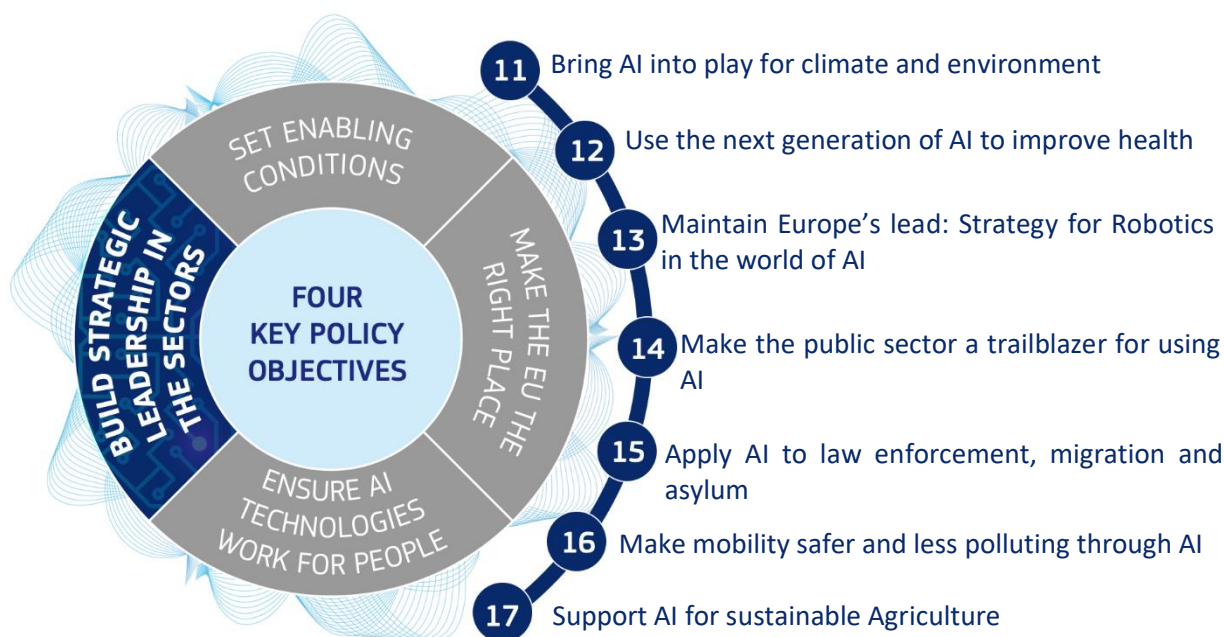 SET ENABLING
CONDITIONS
MAKE THE EU THE
RIGHT PLACE
ENSURE AI
TECHNOLOGIES
WORK FOR PEOPLE
BUILD STRATEGIC
LEADERSHIP IN
THE SECTORS
FOUR
KEY POLICY
OBJECTIVES
11 Bring AI into play for climate and environment
12 Use the next generation of AI to improve health
13 Maintain Europe’s lead: Strategy for Robotics
in the world of AI
14 Make the public sector a trailblazer for using
AI
15 Apply AI to law enforcement, migration and
asylum
16 Make mobility safer and less polluting through AI
17 Support AI for sustainable Agriculture